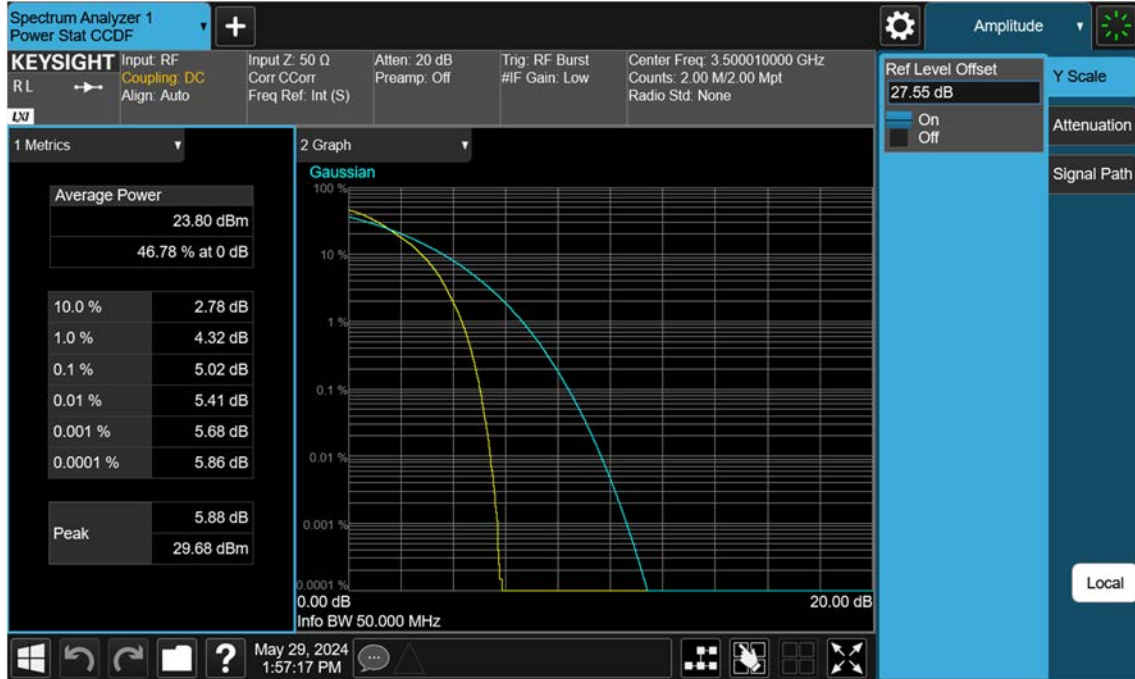 Spectrum Analyzer 1
Power Stat CCDF
+
Amplitude
KEYSIGHT
RL
LXI
Input: RF
Coupling: DC
Align: Auto
Input Z: 50 Ω
Corr CCorr
Freq Ref: Int (S)
Atten: 20 dB
Preamp: Off
Trig: RF Burst
#IF Gain: Low
Center Freq: 3.500010000 GHz
Counts: 2.00 M/2.00 Mpt
Radio Std: None
Ref Level Offset
27.55 dB
On
Off
Y Scale
Attenuation
Signal Path
1 Metrics
Average Power
23.80 dBm
46.78 % at 0 dB
10.0 % 2.78 dB
1.0 % 4.32 dB
0.1 % 5.02 dB
0.01 % 5.41 dB
0.001 % 5.68 dB
0.0001 % 5.86 dB
Peak
5.88 dB
29.68 dBm
2 Graph
Gaussian
100 %
10 %
1 %
0.1 %
0.01 %
0.001 %
0.0001 %
0.00 dB 20.00 dB
Info BW 50.000 MHz
Local
?
May 29, 2024
1:57:17 PM